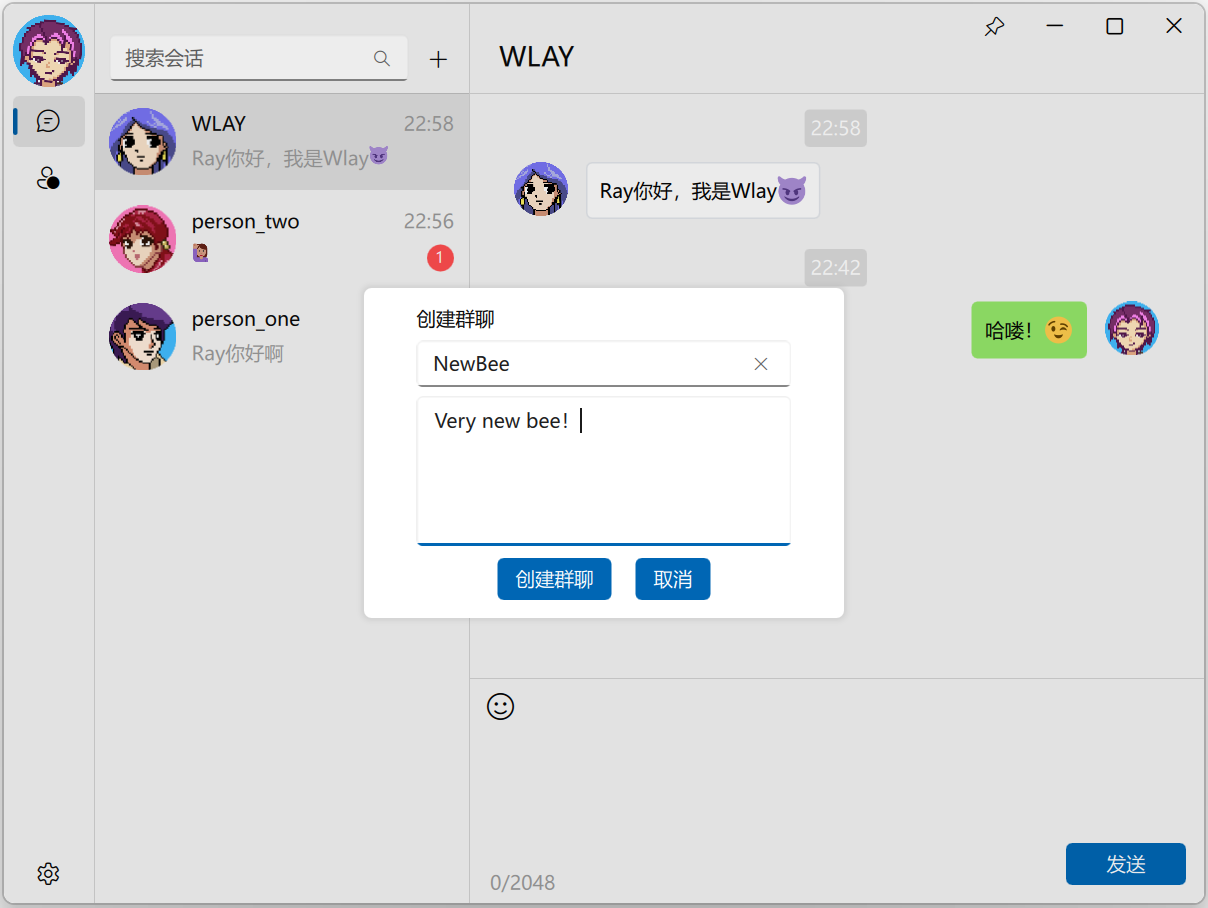 搜索会话
WLAY
22:58
Ray你好，我是Wlay😈
person_two
22:56
🙋🏽‍♀️
1
person_one
Ray你好啊
WLAY
22:58
Ray你好，我是Wlay😈
22:42
哈喽！😉
创建群聊
NewBee
Very new bee！
创建群聊
取消
0/2048
发送